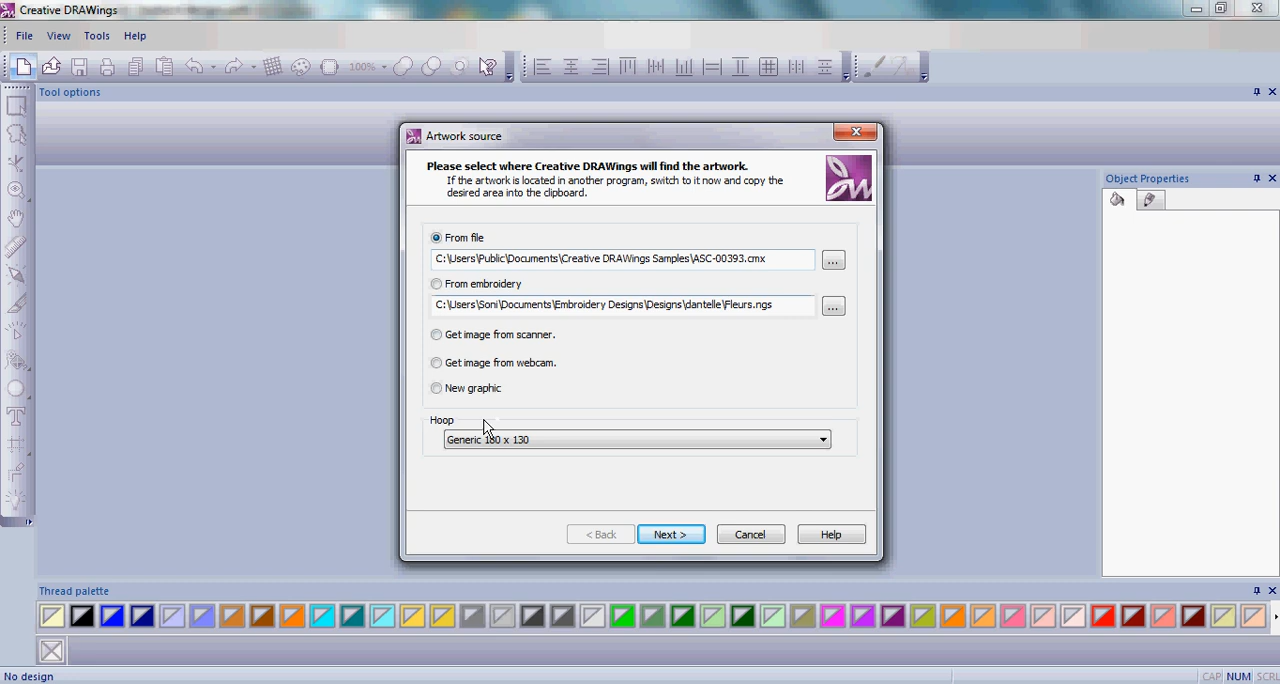 Creative DRAWings
File View Tools Help
100%
Tool options
Artwork source
Please select where Creative DRAWings will find the artwork.
If the artwork is located in another program, switch to it now and copy the
desired area into the clipboard.
Object Properties
From file
C:\Users\Public\Documents\Creative DRAWings Samples\ASC-00393.cmx
...
From embroidery
C:\Users\Soni\Documents\Embroidery Designs\Designs\dantelle\Fleurs.ngs
...
Get image from scanner.
Get image from webcam.
New graphic
Hoop
Generic 180 x 130
< Back Next > Cancel Help
Thread palette
No design
CAP NUM SCRL